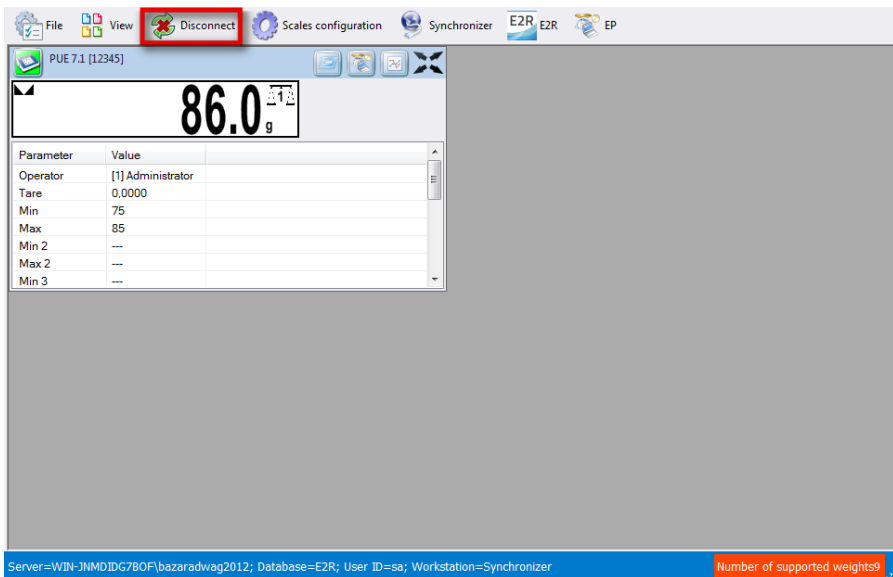 File View Disconnect Scales configuration Synchronizer E2R E2R EP
PUE 7.1 [12345]
86.0 g 1
Parameter Value
Operator [1] Administrator
Tare 0,0000
Min 75
Max 85
Min 2 ---
Max 2 ---
Min 3 ---
Server=WIN-JNMDIDG7BOF\bazaradwag2012; Database=E2R; User ID=sa; Workstation=Synchronizer Number of supported weights9